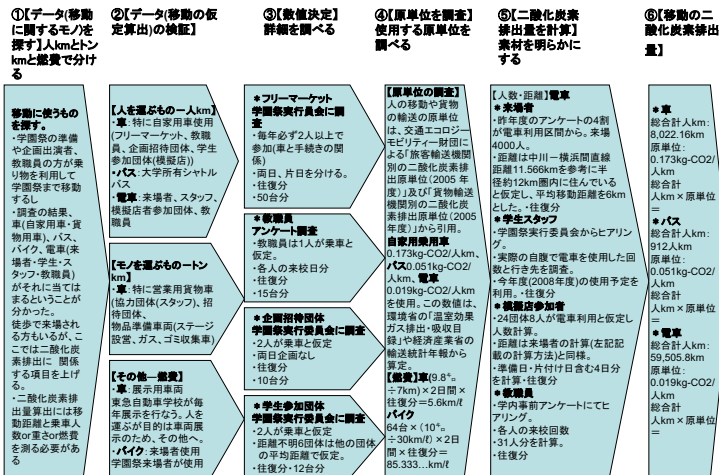 ①【データ(移動
に関するモノ)を
探す】人kmとトン
kmと燃費で分け
る
移動に使うもの
を探す。
・学園祭の準備
や企画出演者、
教職員の方が乗
り物を利用して
学園祭まで移動
するし
・調査の結果、
車(自家用車・貨
物用車)、バス、
バイク、電車(来
場者・学生・ス
タッフ・教職員)
がそれに当ては
まるということが
分かった。
徒歩で来場され
る方もいるが、こ
こでは二酸化炭
素排出に 関係
する項目を上げ
る。
・二酸化炭素排
出量算出には移
動距離と乗車人
数or重さor燃費
を測る必要があ
る
②【データ(移動の仮
定算出)の検証】
【人を運ぶもの一人km】
・車:特に自家用車使用
(フリーマーケット、教職
員、企画招待団体、学生
参加団体(模擬店))
・バス:大学所有シャトル
バス
・電車:来場者、スタッフ、
模擬店者参加団体、教
職員
【モノを運ぶものートン
km】
・車:特に営業用貨物車
(協力団体(スタッフ)、招
待団体、
物品準備車両(ステージ
設営、ガス、ゴミ収集車)
【その他―燃費】
・車:展示用車両
東急自動車学校が毎
年展示を行なう。人を
運ぶが目的は車両展
示のため、その他へ。
・バイク:来場者使用
学園祭来場者が使用
③【数値決定】
詳細を調べる
＊フリーマーケット
学園祭実行委員会に調
査
・毎年必ず2人以上で
参加(車と手続きの関
係)
・両日、片日を分ける。
・往復分
・50台分
＊教職員
アンケート調査
・教職員は1人が乗車と
仮定。
・各人の来校日分
・往復分
・15台分
＊企画招待団体
学園祭実行委員会に調査
・2人が乗車と仮定
・両日企画なし
・往復分
・10台分
＊学生参加団体
学園祭実行委員会に調査
・2人が乗車と仮定
・距離不明6団体は他の団体
の平均距離で仮定。
・往復分・12台分
④【原単位を調査】
使用する原単位を
調べる
【原単位の調査】
人の移動や貨物
の輸送の原単位
は、交通エコロジー
モビリティー財団に
よる「旅客輸送機関
別の二酸化炭素排
出原単位(2005 年
度)」及び「貨物輸送
機関別の二酸化炭
素排出原単位(2005
年度)」から引用。
自家用乗用車
0.173kg-CO2/人km、
バス0.051kg-CO2/
人km、電車
0.019kg-CO2/人km
を使用。この数値は、
環境省の「温室効果
ガス排出・吸収目
録」や経済産業省の
輸送統計年報から
算定。
【燃費】車(9.8㌔
÷7km)×2日間×
往復分＝5.6km/ℓ
バイク
64台×(10㌔
÷30km/ℓ)×2日
間×往復分＝
85.333…km/ℓ
⑤【二酸化炭素
排出量を計算】
素材を明らかに
する
【人数・距離】電車
＊来場者
・昨年度のアンケートの4割
が電車利用区間から。来場
4000人。
・距離は中川－横浜間直線
距離11.566kmを参考に半
径約12km圏内に住んでいる
と仮定し、平均移動距離を6km
とした。・往復分
＊学生スタッフ
・学園祭実行委員会からヒアリン
グ。
・実際の自腹で電車を使用した回
数と行き先を調査。
・今年度(2008年度)の使用予定を
利用。・往復分
＊模擬店参加者
・24団体8人が電車利用と仮定し
人数計算。
・距離は来場者の計算(左記記
載の計算方法)と同様。
・準備日・片付け日含む4日分
を計算・往復分
＊教職員
・学内事前アンケートにてヒ
アリング。
・各人の来校回数
・31人分を計算。
・往復分
⑥【移動の二
酸化炭素排出
量】
＊車
総合計人km:
8,022.16km
原単位:
0.173kg-CO2/
人km
総合計
人km×原単位
＝
＊バス
総合計人km:
912人km
原単位:
0.051kg-CO2/
人km
総合計
人km×原単位
＝
＊電車
総合計人km:
59,505.8km
原単位:
0.019kg-CO2/
人km
総合計
人km×原単位
＝